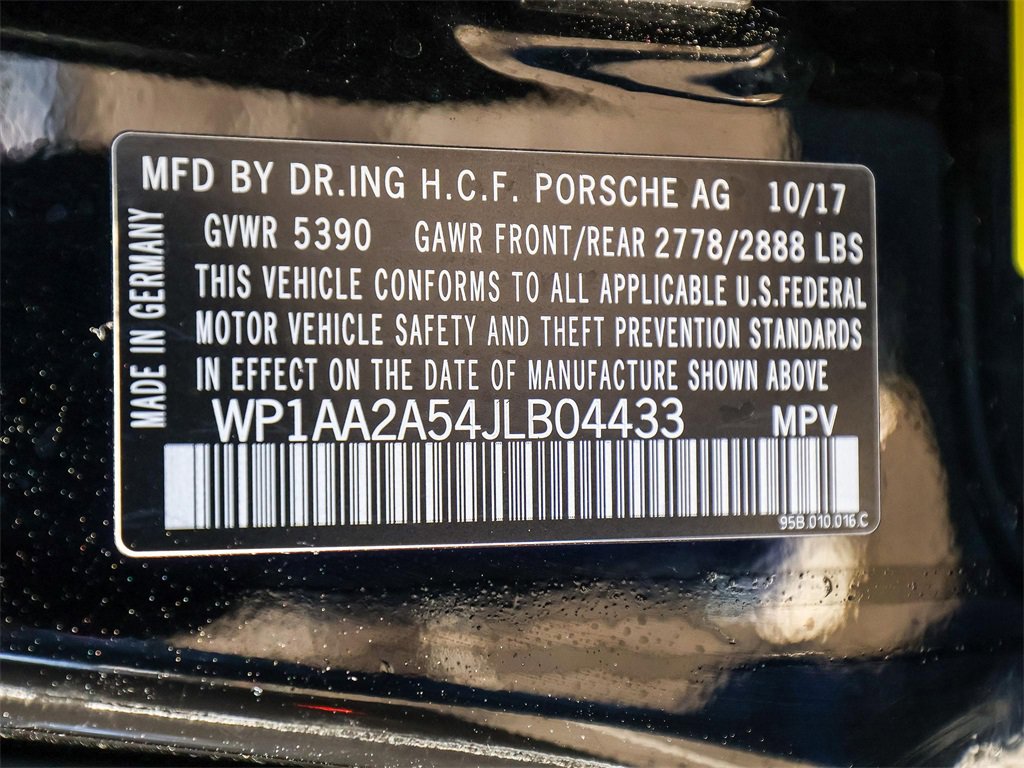 MFD BY DR.ING H.C.F. PORSCHE AG 10/17
GVWR 5390 GAWR FRONT/REAR 2778/2888 LBS
THIS VEHICLE CONFORMS TO ALL APPLICABLE U.S.FEDERAL
MOTOR VEHICLE SAFETY AND THEFT PREVENTION STANDARDS
IN EFFECT ON THE DATE OF MANUFACTURE SHOWN ABOVE
WP1AA2A54JLB04433 MPV
95B.010.016.C
MADE IN GERMANY